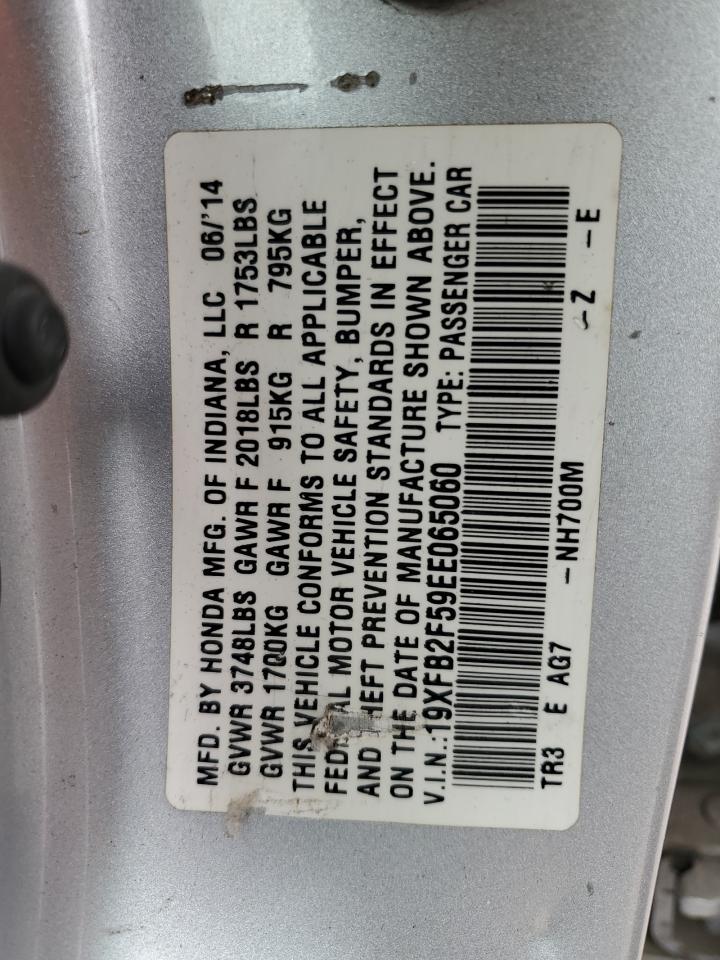 MFD. BY HONDA MFG. OF INDIANA, LLC 06/'14
GVWR 3748LBS GAWR F 2018LBS R 1753LBS
GVWR 1700KG GAWR F 915KG R 795KG
THIS VEHICLE CONFORMS TO ALL APPLICABLE
FEDERAL MOTOR VEHICLE SAFETY, BUMPER,
AND THEFT PREVENTION STANDARDS IN EFFECT
ON THE DATE OF MANUFACTURE SHOWN ABOVE.
V.I.N.:19XFB2F59EE065060 TYPE: PASSENGER CAR
TR3 E AG7 -NH700M -Z -E